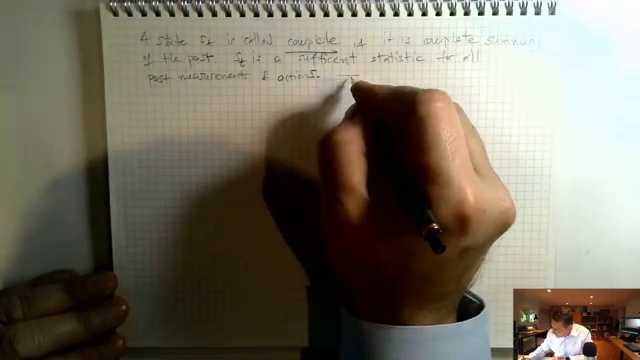 A state st is called complete if it is complete summary
of the past. st is a sufficent statistic for all
past measurements & actions.